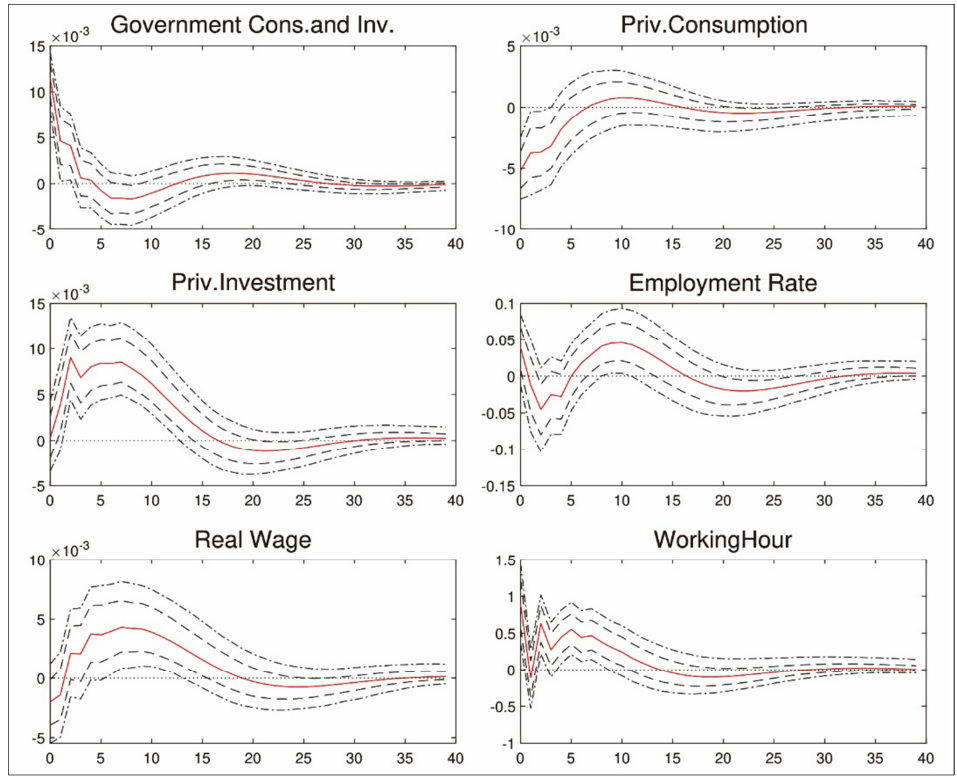 Government Cons.and Inv.
×10⁻³
15
10
5
0
-5
0 5 10 15 20 25 30 35 40
Priv.Consumption
×10⁻³
5
0
-5
-10
0 5 10 15 20 25 30 35 40
Priv.Investment
×10⁻³
15
10
5
0
-5
0 5 10 15 20 25 30 35 40
Employment Rate
0.1
0.05
0
-0.05
-0.1
-0.15
0 5 10 15 20 25 30 35 40
Real Wage
×10⁻³
10
5
0
-5
0 5 10 15 20 25 30 35 40
WorkingHour
1.5
1
0.5
0
-0.5
-1
0 5 10 15 20 25 30 35 40